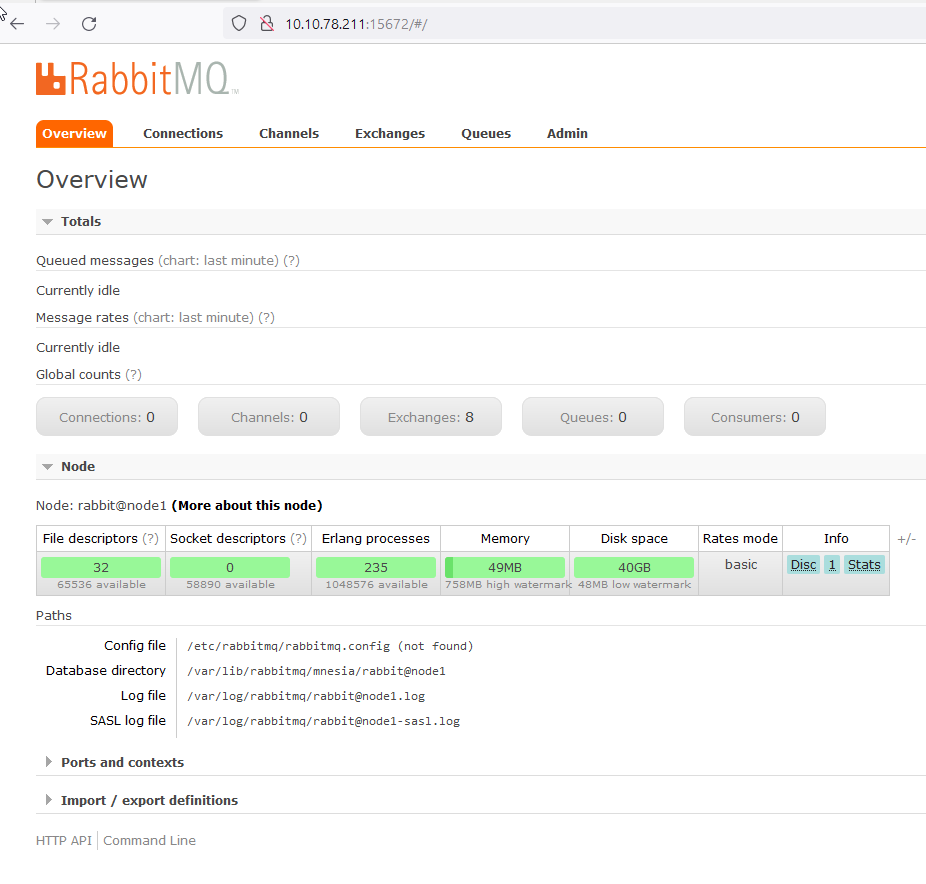 10.10.78.211:15672/#/
RabbitMQ™
Overview Connections Channels Exchanges Queues Admin
Overview
Totals
Queued messages (chart: last minute) (?)
Currently idle
Message rates (chart: last minute) (?)
Currently idle
Global counts (?)
Connections: 0 Channels: 0 Exchanges: 8 Queues: 0 Consumers: 0
Node
Node: rabbit@node1 (More about this node)
File descriptors (?) Socket descriptors (?) Erlang processes Memory Disk space Rates mode Info +/-
32 0 235 49MB 40GB basic Disc 1 Stats
65536 available 58890 available 1048576 available 758MB high watermark 48MB low watermark
Paths
Config file /etc/rabbitmq/rabbitmq.config (not found)
Database directory /var/lib/rabbitmq/mnesia/rabbit@node1
Log file /var/log/rabbitmq/rabbit@node1.log
SASL log file /var/log/rabbitmq/rabbit@node1-sasl.log
Ports and contexts
Import / export definitions
HTTP API Command Line